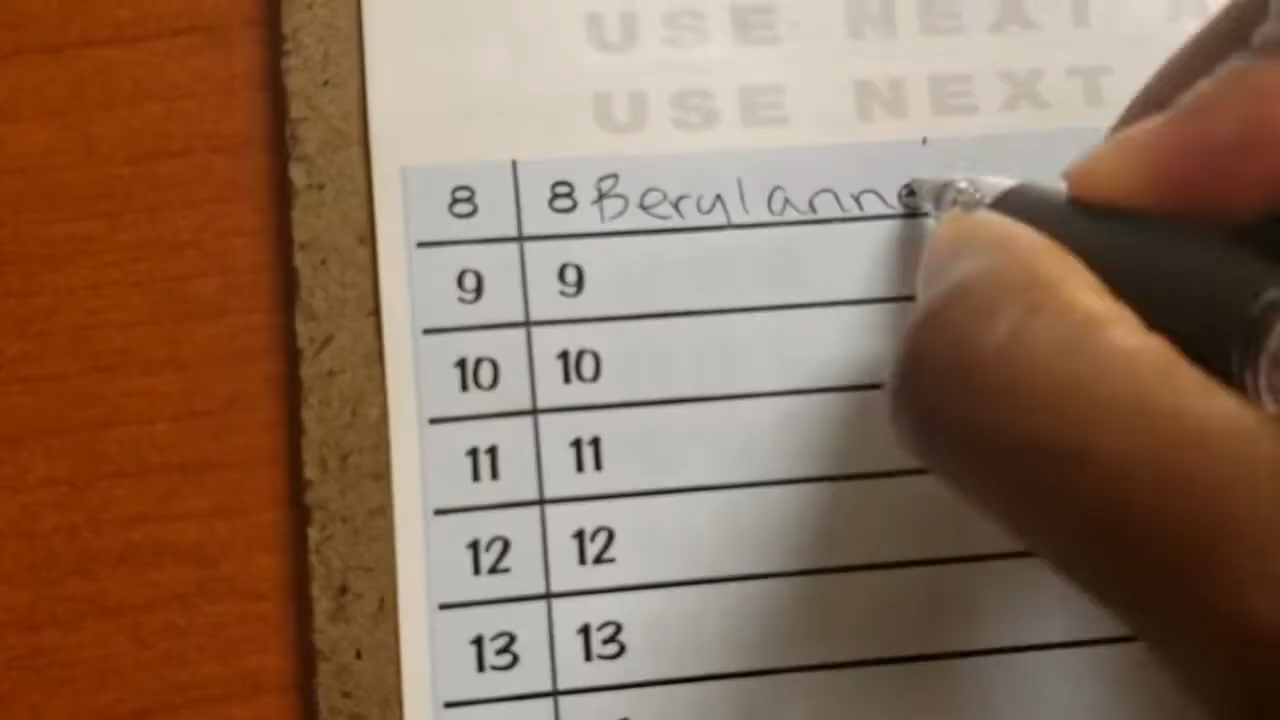 USE NEXT
USE NEXT
8 8 Berylanne
9 9
10 10
11 11
12 12
13 13